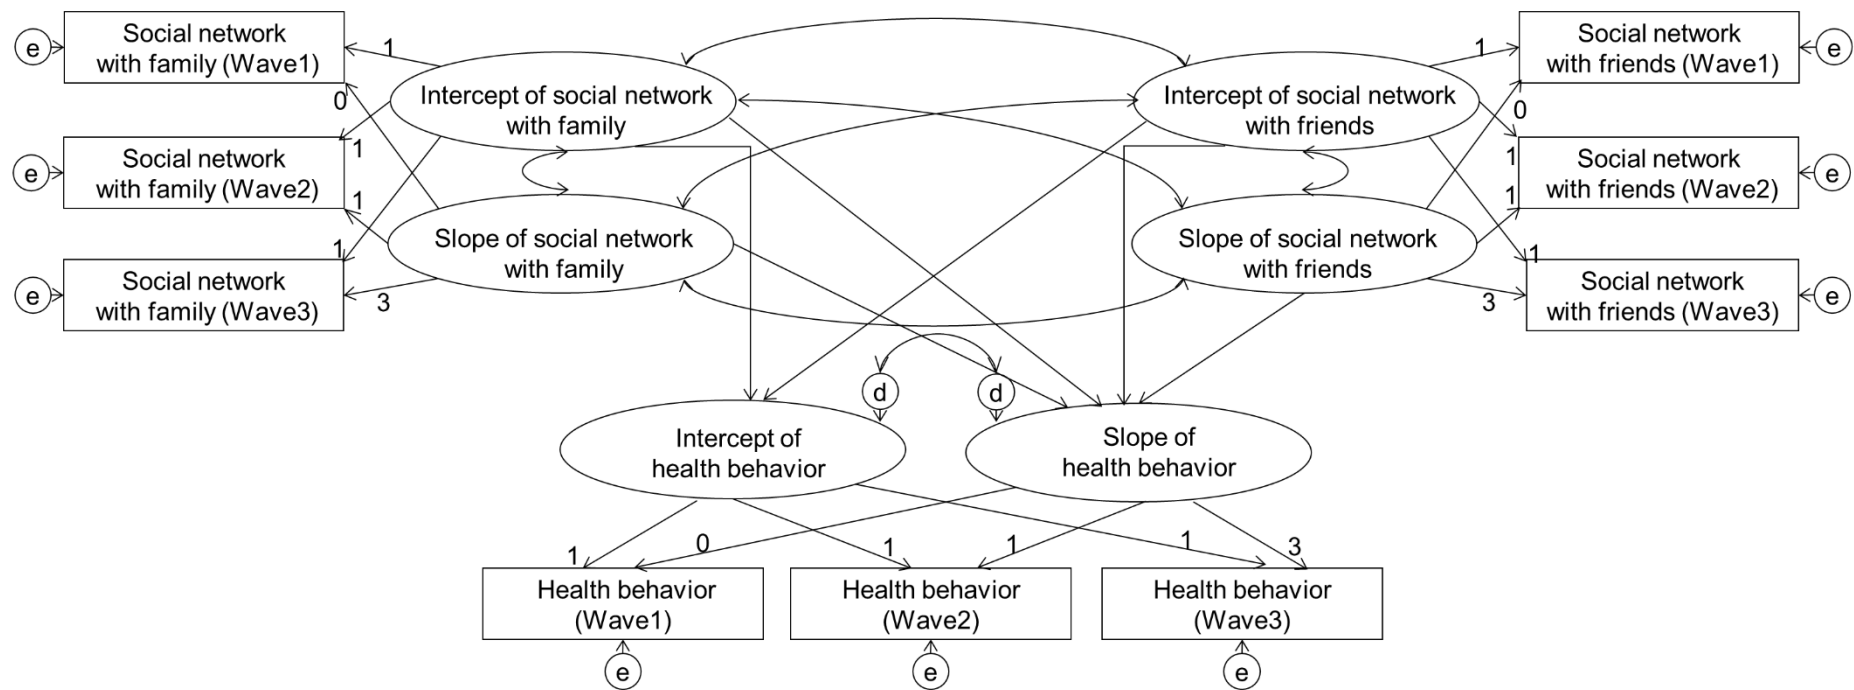 e
Social network
with family (Wave1)
1
0
Intercept of social network
with family
Intercept of social network
with friends
1
0
Social network
with friends (Wave1)
e
e
Social network
with family (Wave2)
1
1
1
1
Social network
with friends (Wave2)
e
Slope of social network
with family
Slope of social network
with friends
e
Social network
with family (Wave3)
1
3
1
3
Social network
with friends (Wave3)
e
d
d
Intercept of
health behavior
Slope of
health behavior
1
0
1
1
1
3
Health behavior
(Wave1)
Health behavior
(Wave2)
Health behavior
(Wave3)
e
e
e